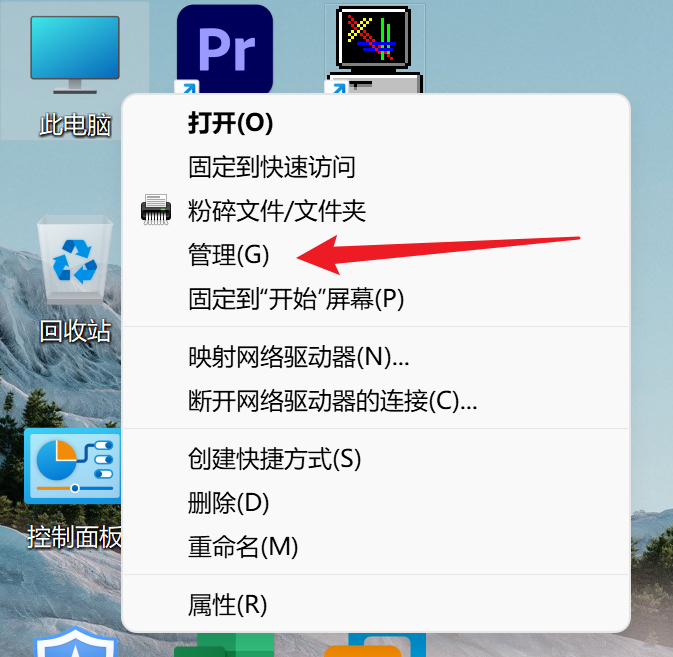 Pr
此电脑
打开(O)
固定到快速访问
粉碎文件/文件夹
管理(G)
固定到“开始”屏幕(P)
回收站
映射网络驱动器(N)...
断开网络驱动器的连接(C)...
创建快捷方式(S)
删除(D)
控制面板
重命名(M)
属性(R)